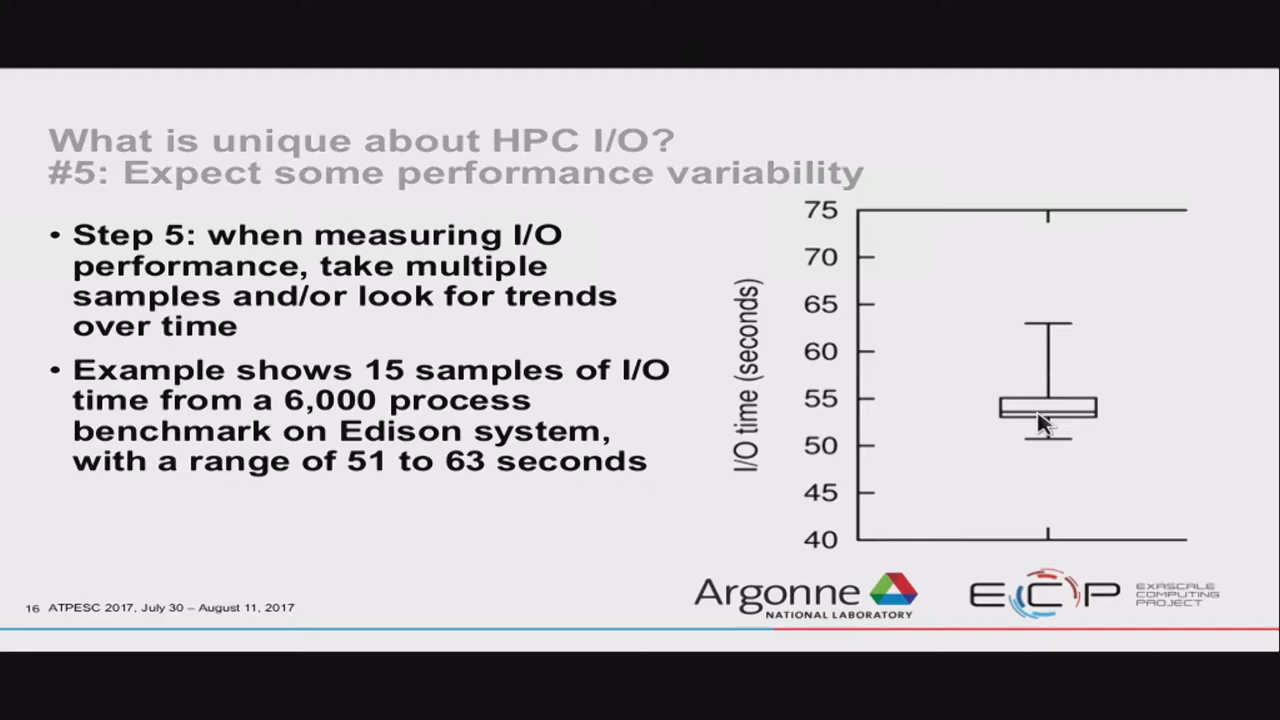 What is unique about HPC I/O?
#5: Expect some performance variability
• Step 5: when measuring I/O
performance, take multiple
samples and/or look for trends
over time
• Example shows 15 samples of I/O
time from a 6,000 process
benchmark on Edison system,
with a range of 51 to 63 seconds
I/O time (seconds)
75
70
65
60
55
50
45
40
16 ATPESC 2017, July 30 – August 11, 2017
Argonne
NATIONAL LABORATORY
ECP
EXASCALE
COMPUTING
PROJECT